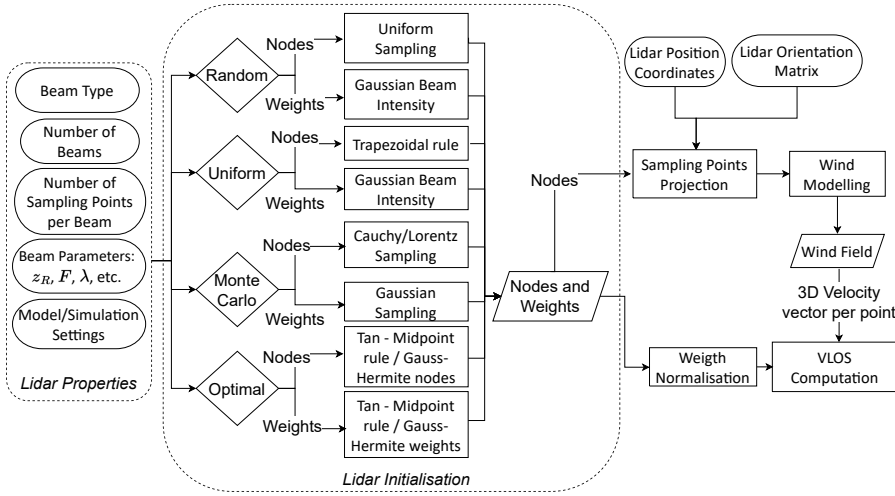 Beam Type
Number of
Beams
Number of
Sampling Points
per Beam
Beam Parameters:
z_R, F, λ, etc.
Model/Simulation
Settings
Lidar Properties
Random
Nodes
Weights
Uniform
Sampling
Gaussian Beam
Intensity
Uniform
Nodes
Weights
Trapezoidal rule
Gaussian Beam
Intensity
Monte
Carlo
Nodes
Weights
Cauchy/Lorentz
Sampling
Gaussian Sampling
Optimal
Nodes
Weights
Tan - Midpoint
rule / Gauss-
Hermite nodes
Tan - Midpoint
rule / Gauss-
Hermite weights
Lidar Initialisation
Nodes and
Weights
Nodes
Lidar Position
Coordinates
Lidar Orientation
Matrix
Sampling Points
Projection
Wind
Modelling
Wind Field
3D Velocity
vector per point
Weigth
Normalisation
VLOS
Computation